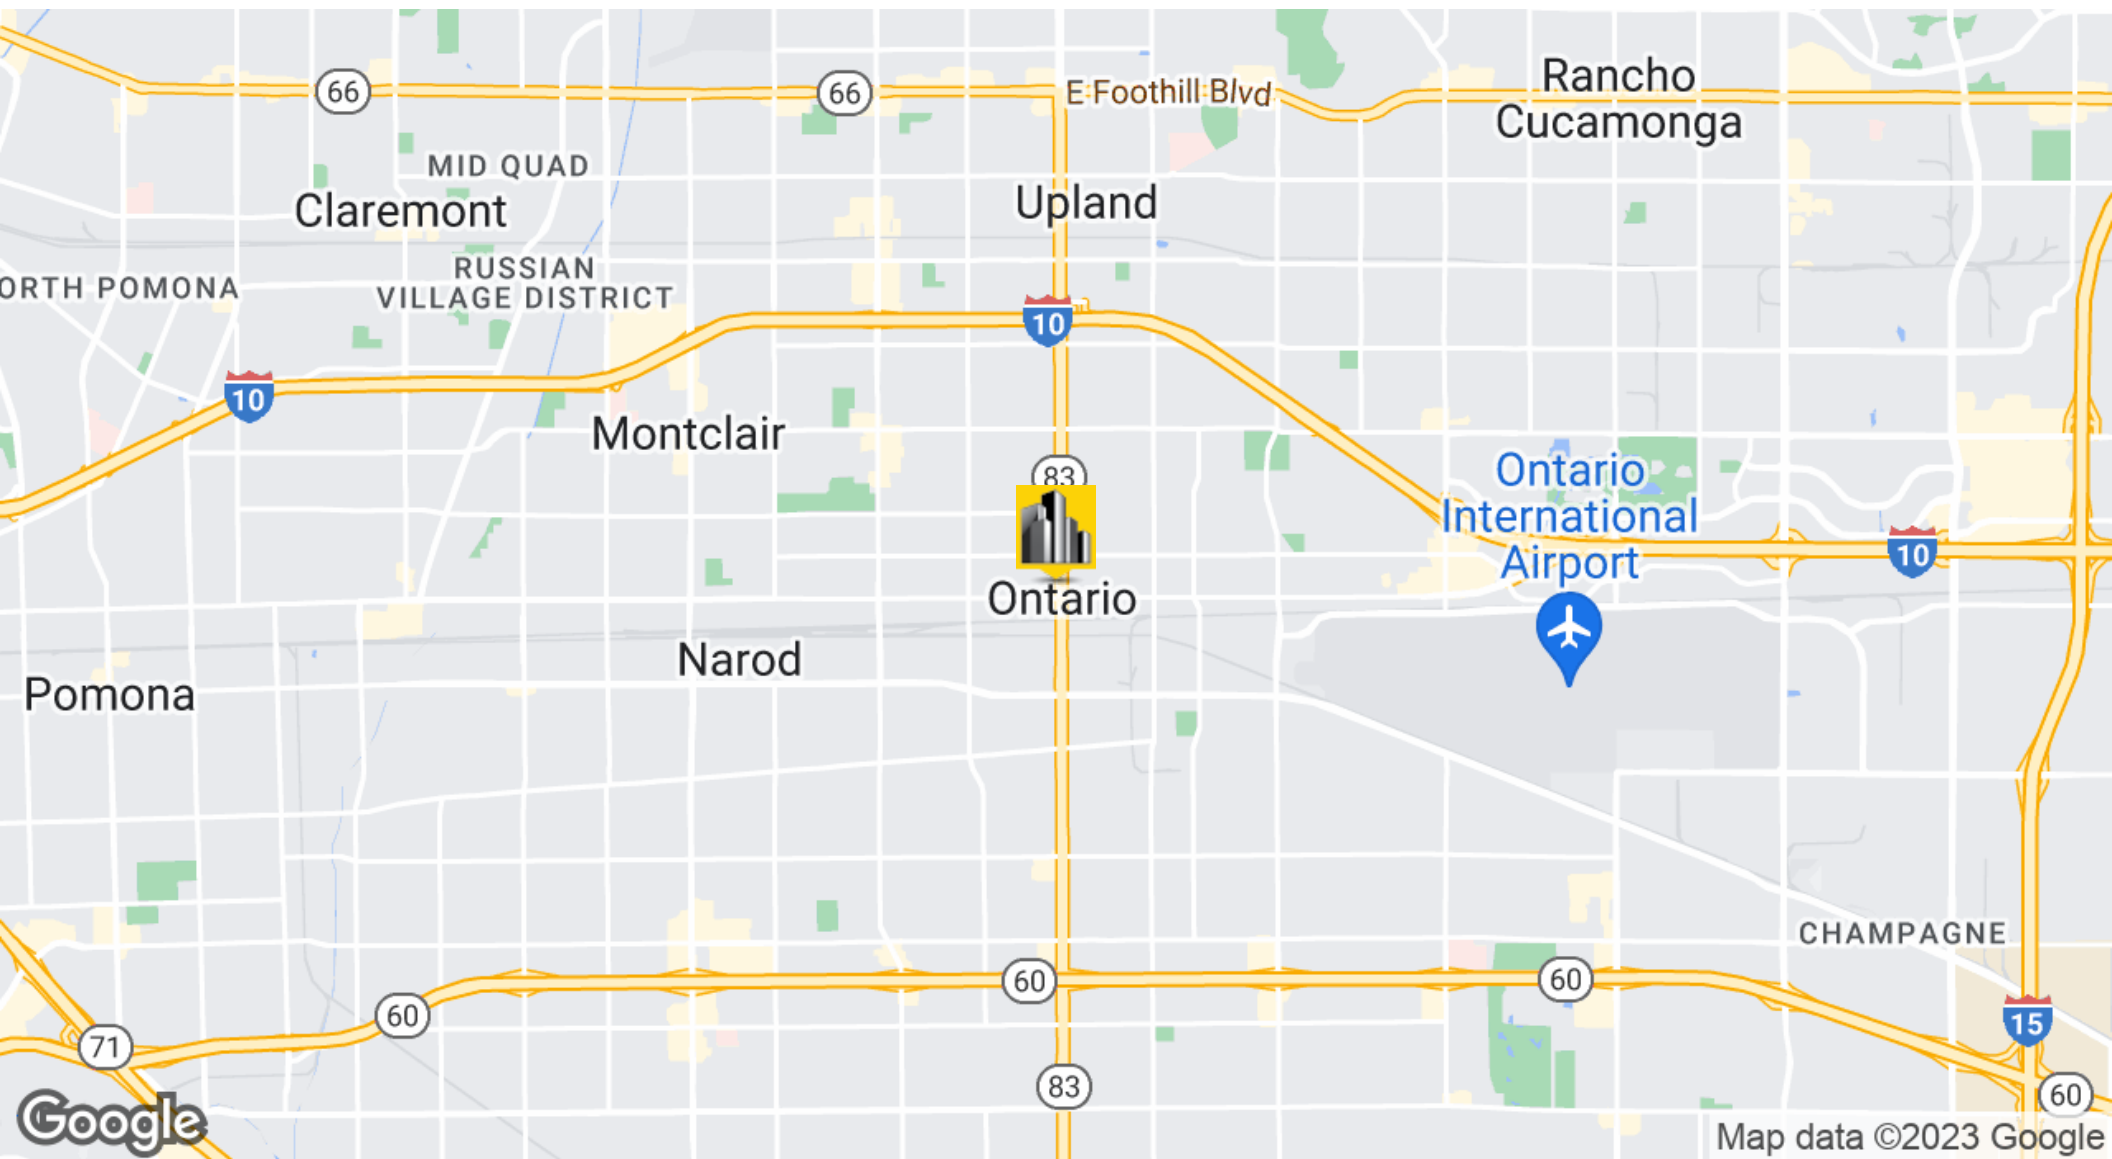 66
66
E Foothill Blvd
Rancho
Cucamonga
MID QUAD
Claremont
Upland
RUSSIAN
VILLAGE DISTRICT
ORTH POMONA
10
10
Montclair
83
Ontario
International
Airport
10
Ontario
Narod
Pomona
CHAMPAGNE
60
60
60
15
71
83
60
Google
Map data ©2023 Google